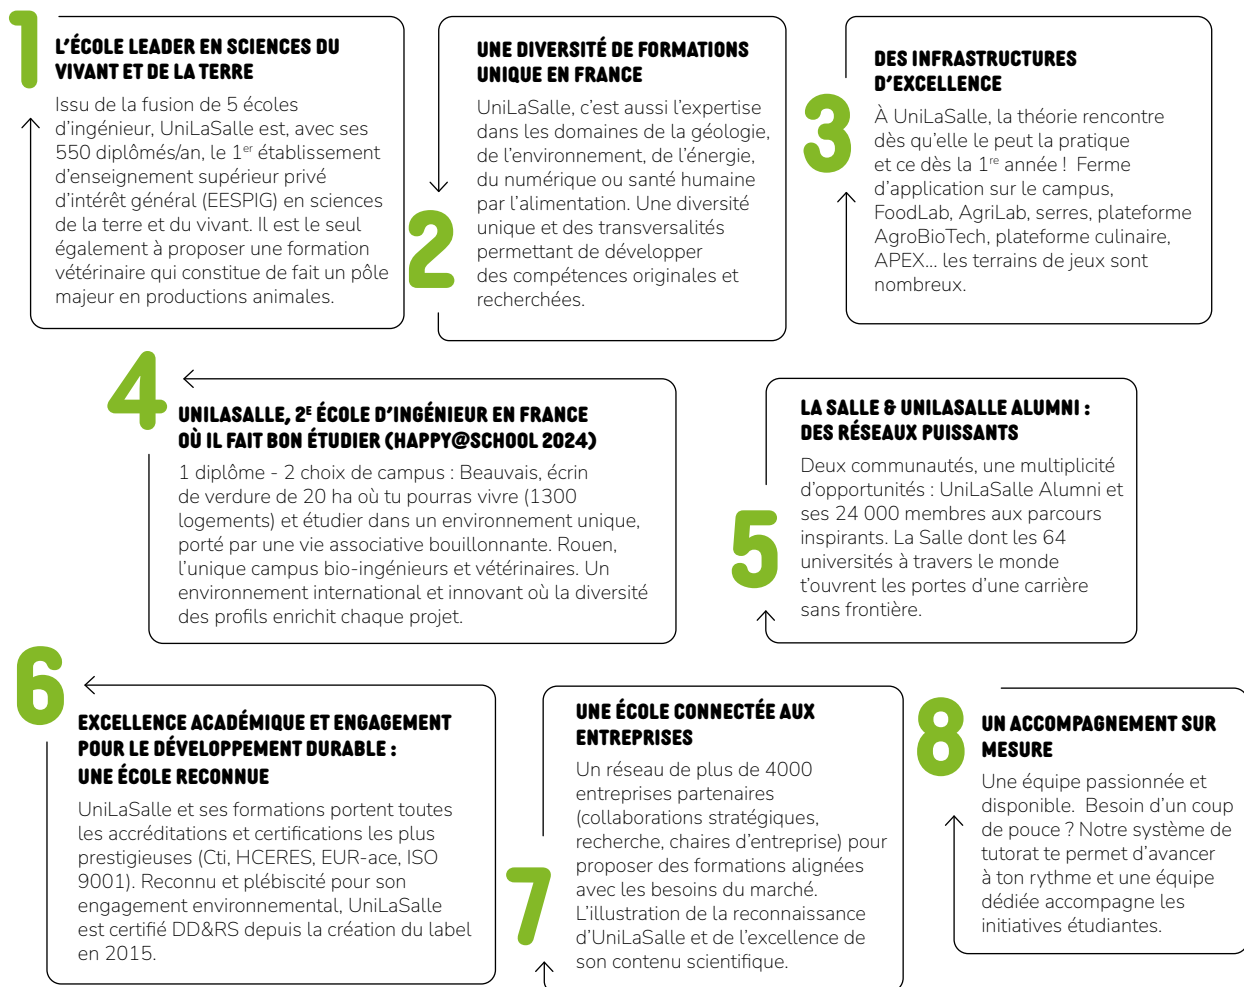 1
L'ÉCOLE LEADER EN SCIENCES DU
VIVANT ET DE LA TERRE
Issu de la fusion de 5 écoles
d'ingénieur, UniLaSalle est, avec ses
550 diplômés/an, le 1er établissement
d'enseignement supérieur privé
d'intérêt général (EESPIG) en sciences
de la terre et du vivant. Il est le seul
également à proposer une formation
vétérinaire qui constitue de fait un pôle
majeur en productions animales.
2
UNE DIVERSITÉ DE FORMATIONS
UNIQUE EN FRANCE
UniLaSalle, c'est aussi l'expertise
dans les domaines de la géologie,
de l'environnement, de l'énergie,
du numérique ou santé humaine
par l'alimentation. Une diversité
unique et des transversalités
permettant de développer
des compétences originales et
recherchées.
3
DES INFRASTRUCTURES
D'EXCELLENCE
À UniLaSalle, la théorie rencontre
dès qu'elle le peut la pratique
et ce dès la 1re année ! Ferme
d'application sur le campus,
FoodLab, AgriLab, serres, plateforme
AgroBioTech, plateforme culinaire,
APEX... les terrains de jeux sont
nombreux.
4
UNILASALLE, 2E ÉCOLE D'INGÉNIEUR EN FRANCE
OÙ IL FAIT BON ÉTUDIER (HAPPY@SCHOOL 2024)
1 diplôme - 2 choix de campus : Beauvais, écrin
de verdure de 20 ha où tu pourras vivre (1300
logements) et étudier dans un environnement unique,
porté par une vie associative bouillonnante. Rouen,
l'unique campus bio-ingénieurs et vétérinaires. Un
environnement international et innovant où la diversité
des profils enrichit chaque projet.
5
LA SALLE & UNILASALLE ALUMNI :
DES RÉSEAUX PUISSANTS
Deux communautés, une multiplicité
d'opportunités : UniLaSalle Alumni et
ses 24 000 membres aux parcours
inspirants. La Salle dont les 64
universités à travers le monde
t'ouvrent les portes d'une carrière
sans frontière.
6
EXCELLENCE ACADÉMIQUE ET ENGAGEMENT
POUR LE DÉVELOPPEMENT DURABLE :
UNE ÉCOLE RECONNUE
UniLaSalle et ses formations portent toutes
les accréditations et certifications les plus
prestigieuses (Cti, HCERES, EUR-ace, ISO
9001). Reconnu et plébiscité pour son
engagement environnemental, UniLaSalle
est certifié DD&RS depuis la création du label
en 2015.
7
UNE ÉCOLE CONNECTÉE AUX
ENTREPRISES
Un réseau de plus de 4000
entreprises partenaires
(collaborations stratégiques,
recherche, chaires d'entreprise) pour
proposer des formations alignées
avec les besoins du marché.
L'illustration de la reconnaissance
d'UniLaSalle et de l'excellence de
son contenu scientifique.
8
UN ACCOMPAGNEMENT SUR
MESURE
Une équipe passionnée et
disponible. Besoin d'un coup
de pouce ? Notre système de
tutorat te permet d'avancer
à ton rythme et une équipe
dédiée accompagne les
initiatives étudiantes.